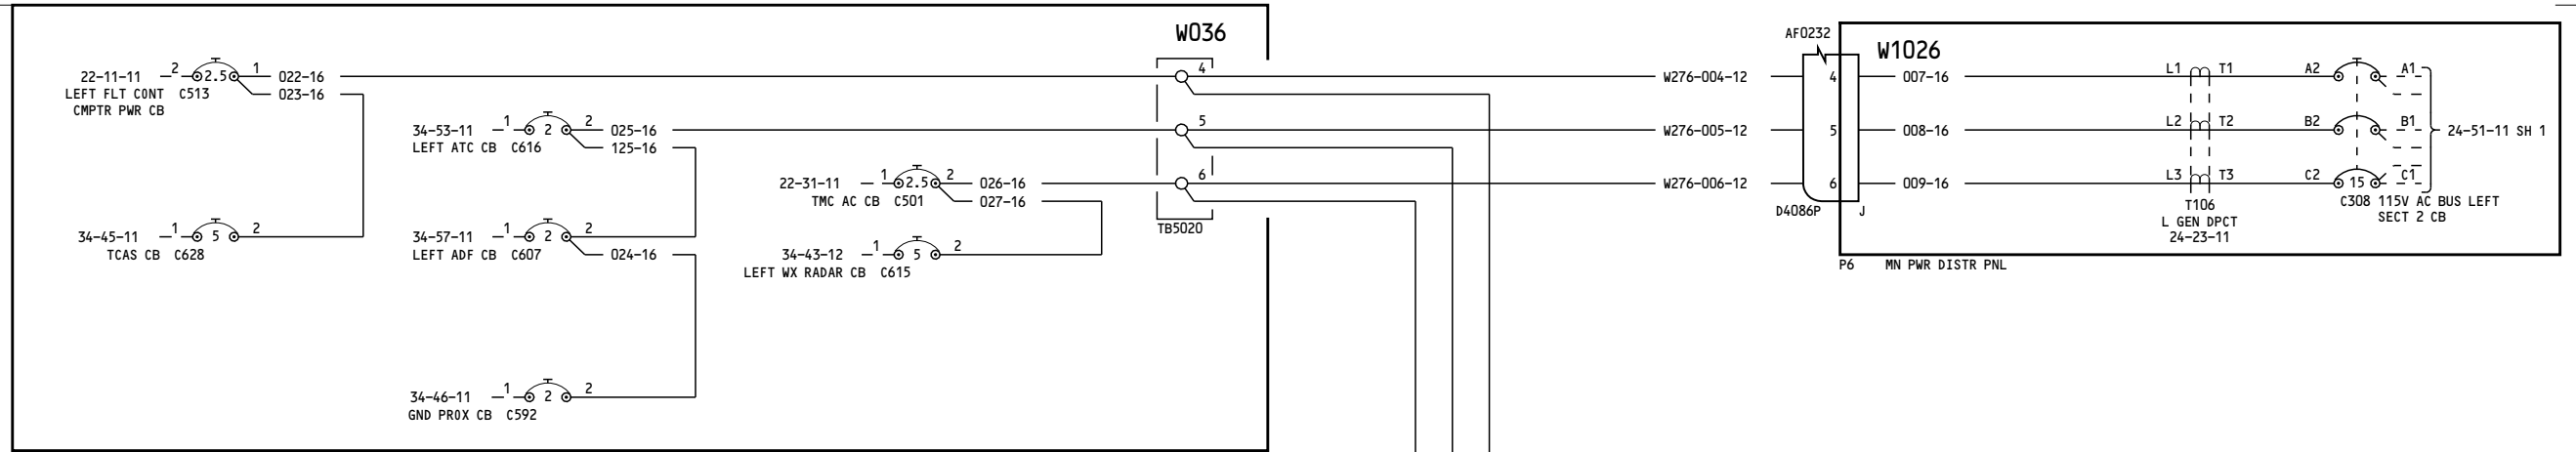 W036
AF0232
W1026
22-11-11 2 2.5 1 022-16
LEFT FLT CONT C513 023-16
CMPTR PWR CB
4 W276-004-12 4 007-16 L1 T1 A2 A1
34-53-11 1 2 2 025-16
LEFT ATC CB C616 125-16
5 W276-005-12 5 008-16 L2 T2 B2 B1 24-51-11 SH 1
22-31-11 1 2.5 2 026-16
TMC AC CB C501 027-16
6 W276-006-12 6 009-16 L3 T3 C2 15 C1
TB5020
D4086P J
T106
L GEN DPCT
24-23-11
C308 115V AC BUS LEFT
SECT 2 CB
34-45-11 1 5 2
TCAS CB C628
34-57-11 1 2 2
LEFT ADF CB C607 024-16
34-43-12 1 5 2
LEFT WX RADAR CB C615
P6 MN PWR DISTR PNL
34-46-11 1 2 2
GND PROX CB C592